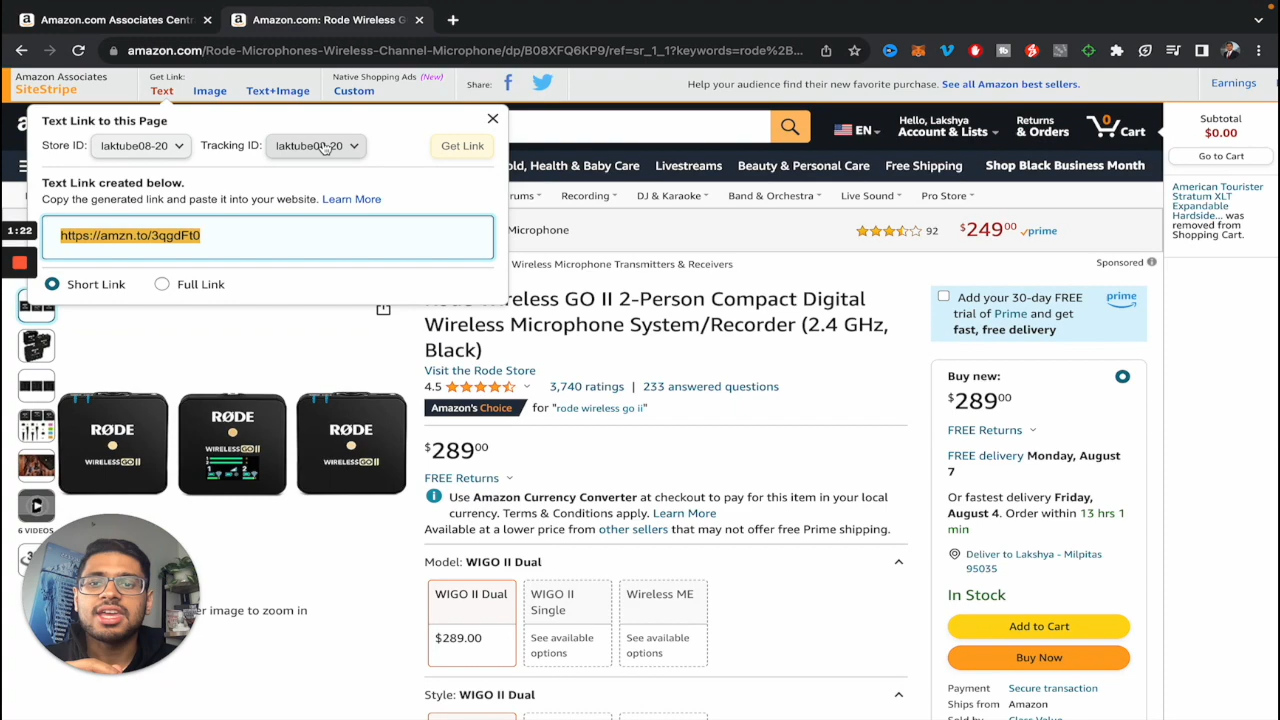 Amazon.com Associates Centr
Amazon.com: Rode Wireless G
amazon.com/Rode-Microphones-Wireless-Channel-Microphone/dp/B08XFQ6KP9/ref=sr_1_1?keywords=rode%2B...
Amazon Associates
SiteStripe
Get Link:
Text
Image
Text+Image
Native Shopping Ads (New)
Custom
Share:
Help your audience find their new favorite purchase. See all Amazon best sellers.
Earnings
Text Link to this Page
Store ID:
laktube08-20
Tracking ID:
laktube08-20
Get Link
Text Link created below.
Copy the generated link and paste it into your website. Learn More
https://amzn.to/3qgdFt0
Short Link
Full Link
1:22
EN
Hello, Lakshya
Account & Lists
Returns
& Orders
0
Cart
Subtotal
$0.00
Go to Cart
American Tourister
Stratum XLT
Expandable
Hardside... was
removed from
Shopping Cart.
old, Health & Baby Care
Livestreams
Beauty & Personal Care
Free Shipping
Shop Black Business Month
rums
Recording
DJ & Karaoke
Band & Orchestra
Live Sound
Pro Store
Microphone
92
$249.00
prime
Wireless Microphone Transmitters & Receivers
Sponsored
Wireless GO II 2-Person Compact Digital
Wireless Microphone System/Recorder (2.4 GHz,
Black)
Visit the Rode Store
4.5
3,740 ratings | 233 answered questions
Amazon's Choice
for "rode wireless go ii"
$289.00
FREE Returns
Use Amazon Currency Converter at checkout to pay for this item in your local
currency. Terms & Conditions apply. Learn More
Available at a lower price from other sellers that may not offer free Prime shipping.
Model: WIGO II Dual
WIGO II Dual
$289.00
WIGO II
Single
See available
options
Wireless ME
See available
options
Style: WIGO II Dual
RØDE
WIRELESS GO II
RØDE
WIRELESS GO II
RØDE
WIRELESS GO II
6 VIDEOS
er image to zoom in
Add your 30-day FREE
trial of Prime and get
fast, free delivery
prime
Buy new:
$289.00
FREE Returns
FREE delivery Monday, August
7
Or fastest delivery Friday,
August 4. Order within 13 hrs 1
min
Deliver to Lakshya - Milpitas
95035
In Stock
Add to Cart
Buy Now
Payment
Secure transaction
Ships from
Amazon
Sold by